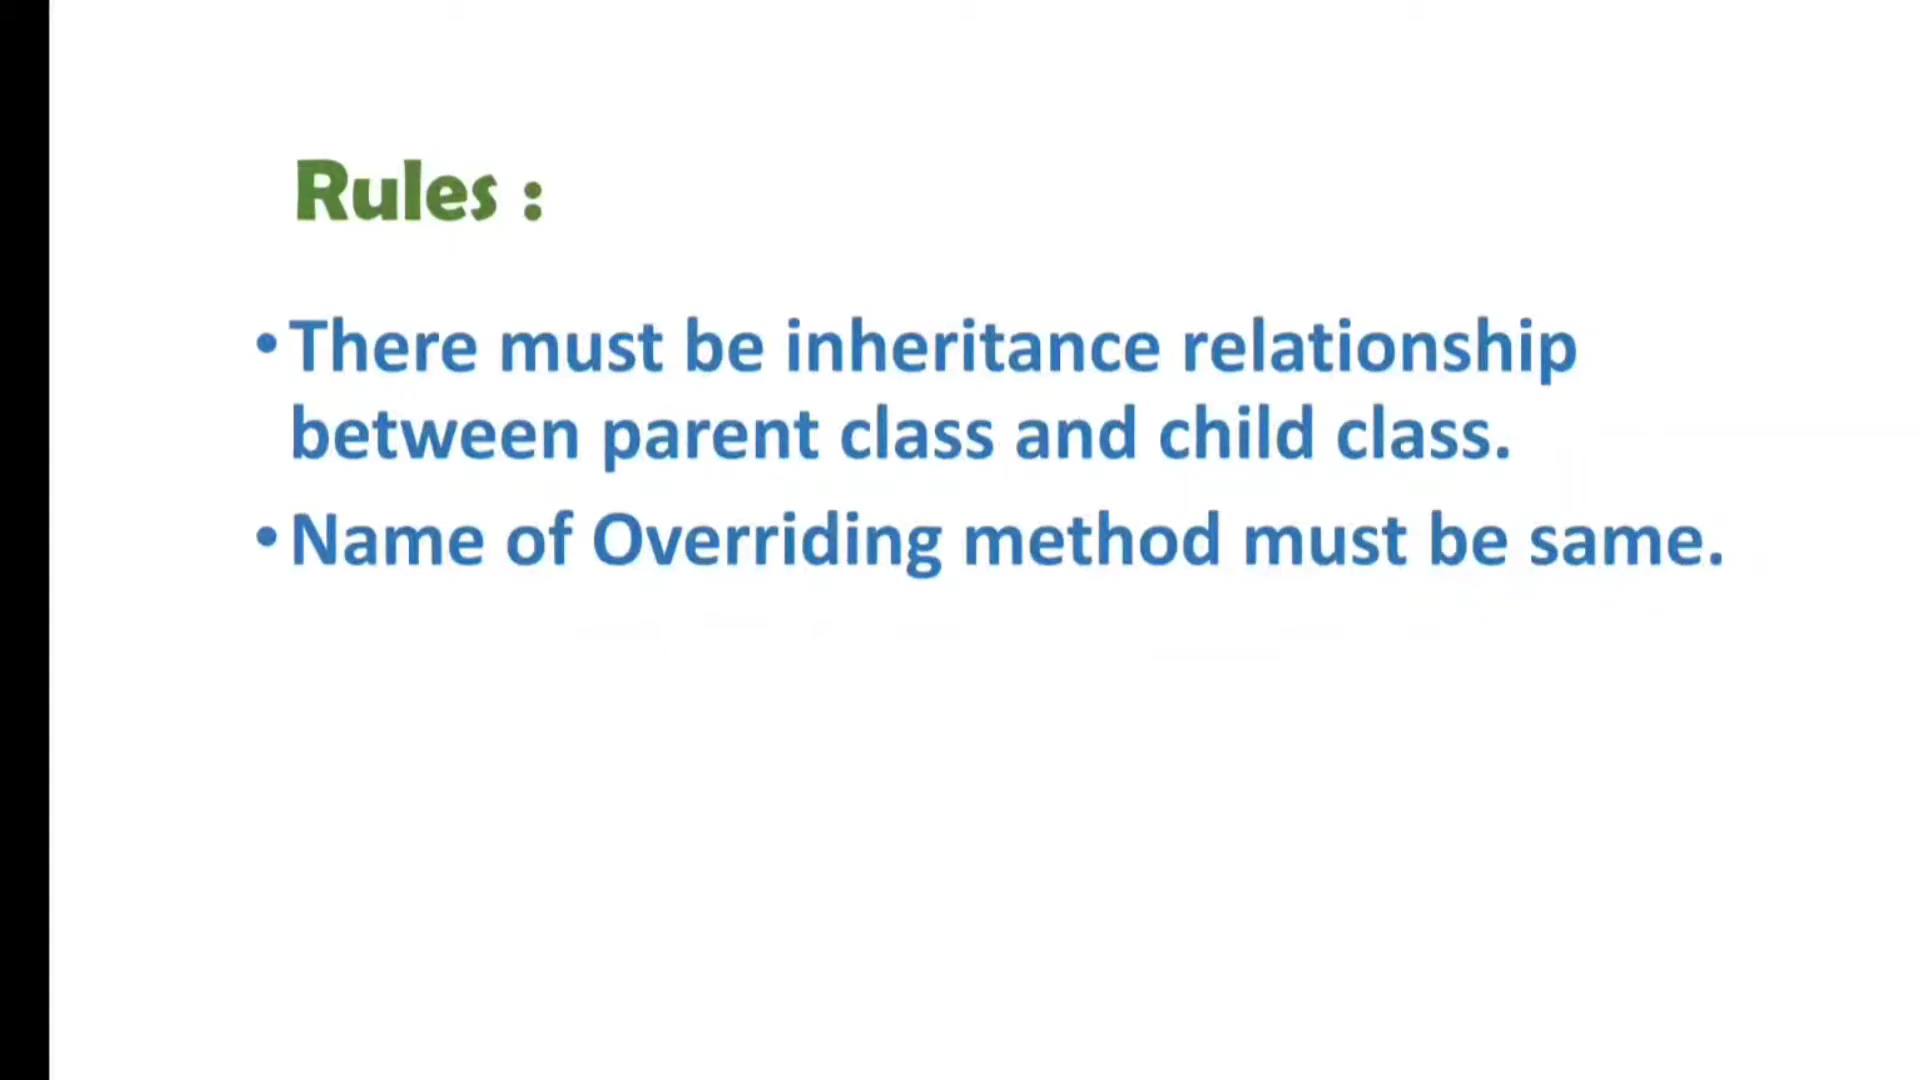 Rules :
• There must be inheritance relationship
between parent class and child class.
• Name of Overriding method must be same.